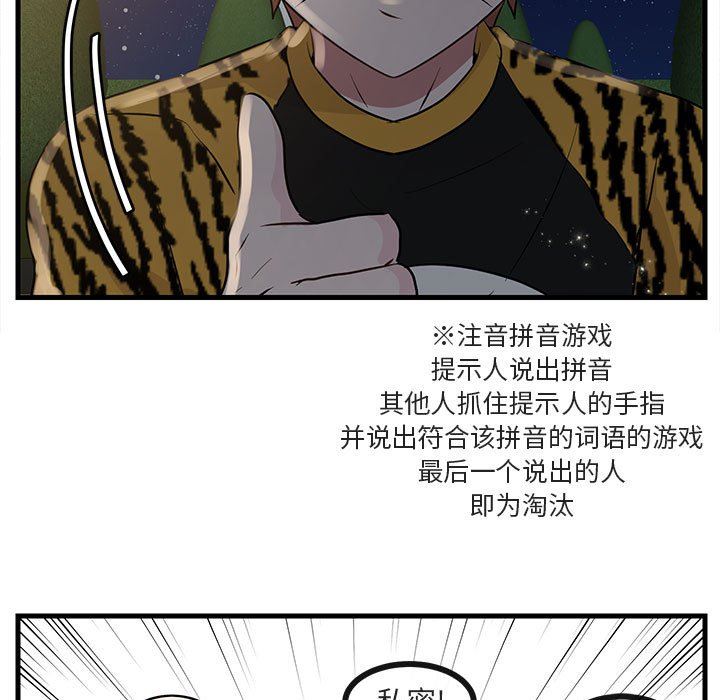 ※注音拼音游戏
提示人说出拼音
其他人抓住提示人的手指
并说出符合该拼音的词语的游戏
最后一个说出的人
即为淘汰
私密!